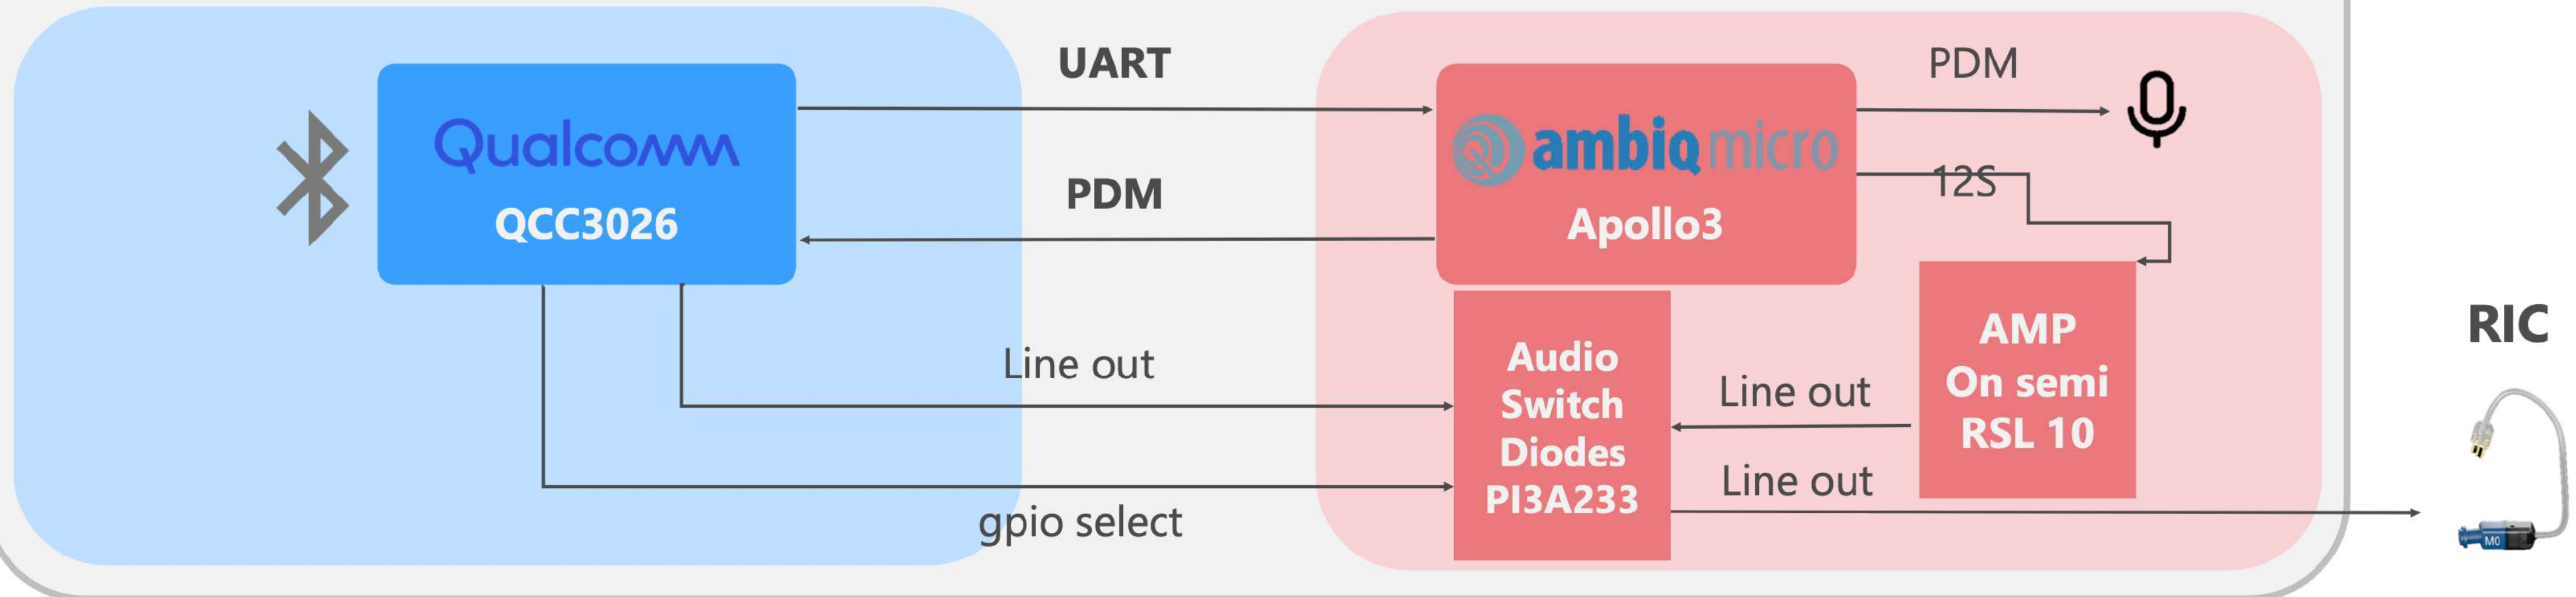 UART
PDM
Qualcomm
QCC3026
ambiq micro
Apollo3
PDM
12S
Line out
gpio select
Audio
Switch
Diodes
PI3A233
Line out
Line out
AMP
On semi
RSL 10
RIC
M0